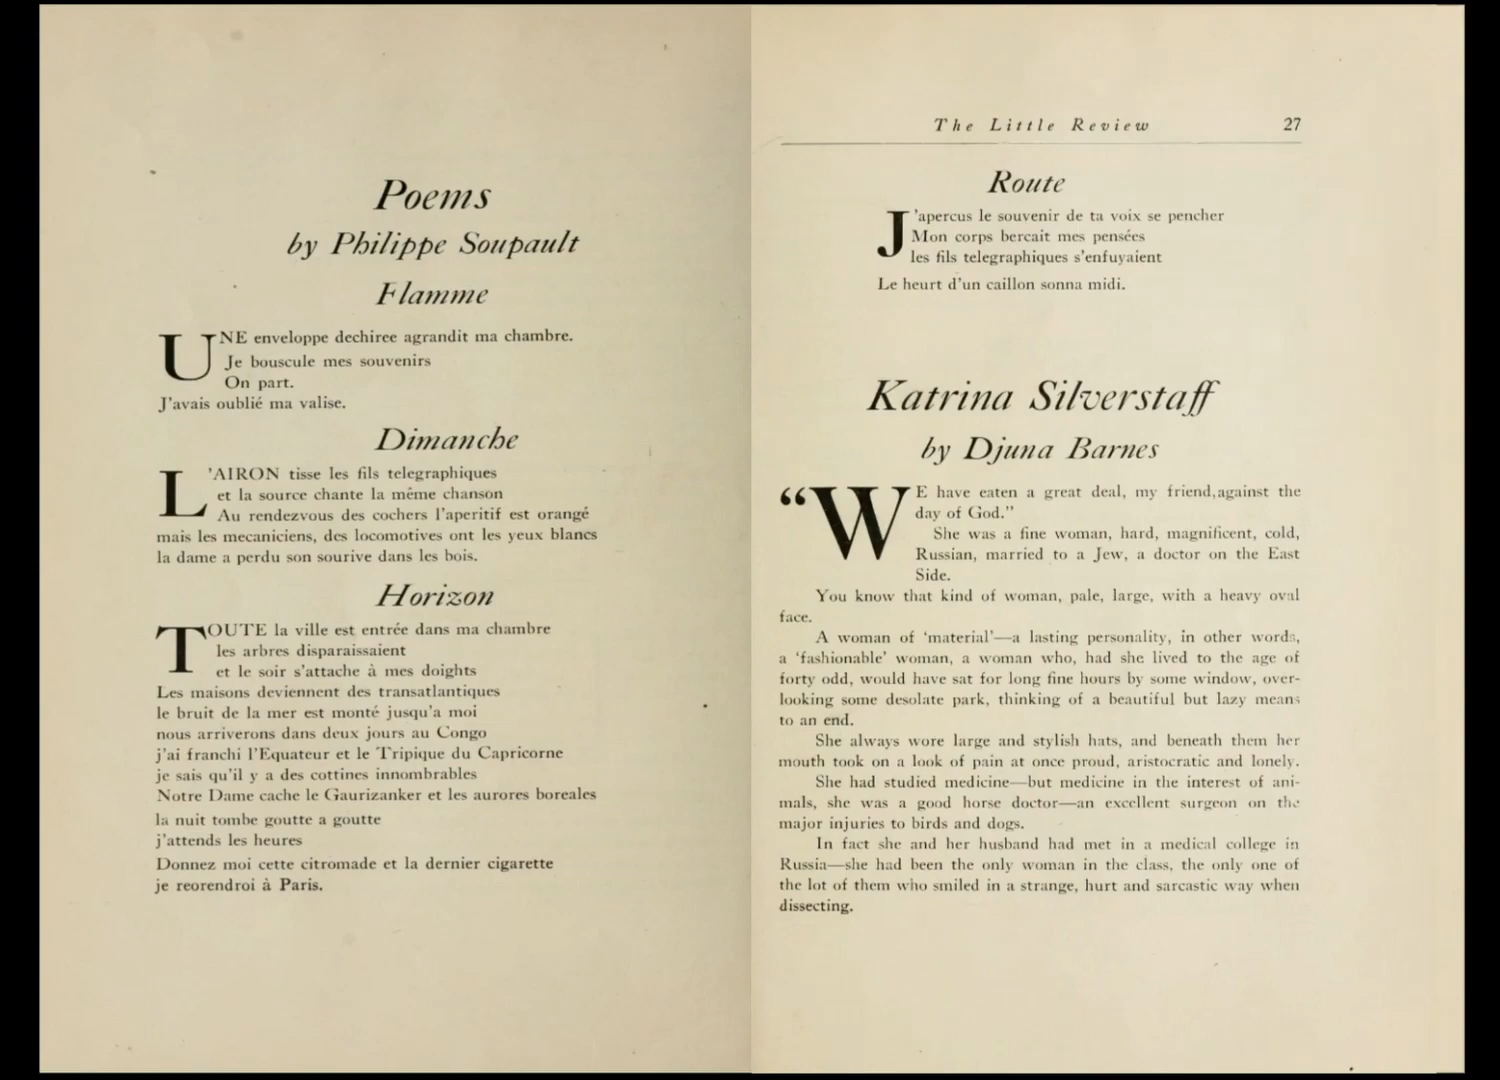 Poems
by Philippe Soupault
Flamme
UNE enveloppe dechiree agrandit ma chambre.
Je bouscule mes souvenirs
On part.
J'avais oublié ma valise.
Dimanche
L'AIRON tisse les fils telegraphiques
et la source chante la même chanson
Au rendezvous des cochers l'aperitif est orangé
mais les mecaniciens, des locomotives ont les yeux blancs
la dame a perdu son sourive dans les bois.
Horizon
TOUTE la ville est entrée dans ma chambre
les arbres disparaissaient
et le soir s'attache à mes doights
Les maisons deviennent des transatlantiques
le bruit de la mer est monté jusqu'a moi
nous arriverons dans deux jours au Congo
j'ai franchi l'Equateur et le Tripique du Capricorne
je sais qu'il y a des cottines innombrables
Notre Dame cache le Gaurizanker et les aurores boreales
la nuit tombe goutte a goutte
j'attends les heures
Donnez moi cette citromade et la dernier cigarette
je reorendroi à Paris.
The Little Review 27
Route
J'apercus le souvenir de ta voix se pencher
Mon corps bercait mes pensées
les fils telegraphiques s'enfuyaient
Le heurt d'un caillon sonna midi.
Katrina Silverstaff
by Djuna Barnes
“WE have eaten a great deal, my friend,against the
day of God.”
She was a fine woman, hard, magnificent, cold,
Russian, married to a Jew, a doctor on the East
Side.
You know that kind of woman, pale, large, with a heavy oval
face.
A woman of ‘material’—a lasting personality, in other words,
a ‘fashionable’ woman, a woman who, had she lived to the age of
forty odd, would have sat for long fine hours by some window, over-
looking some desolate park, thinking of a beautiful but lazy means
to an end.
She always wore large and stylish hats, and beneath them her
mouth took on a look of pain at once proud, aristocratic and lonely.
She had studied medicine—but medicine in the interest of ani-
mals, she was a good horse doctor—an excellent surgeon on the
major injuries to birds and dogs.
In fact she and her husband had met in a medical college in
Russia—she had been the only woman in the class, the only one of
the lot of them who smiled in a strange, hurt and sarcastic way when
dissecting.